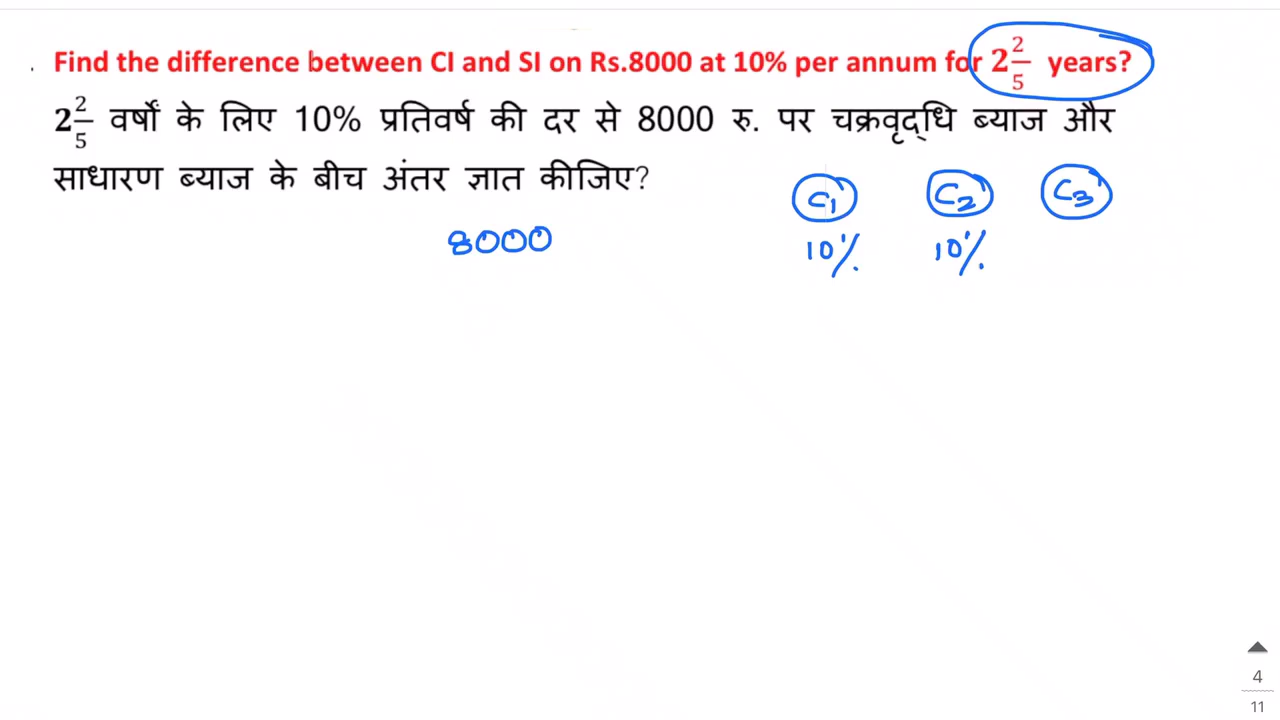 Find the difference between CI and SI on Rs.8000 at 10% per annum for 2 2/5 years?
2 2/5 वर्षों के लिए 10% प्रतिवर्ष की दर से 8000 रु. पर चक्रवृद्धि ब्याज और
साधारण ब्याज के बीच अंतर ज्ञात कीजिए?
C1 C2 C3
8000 10% 10%
4
11